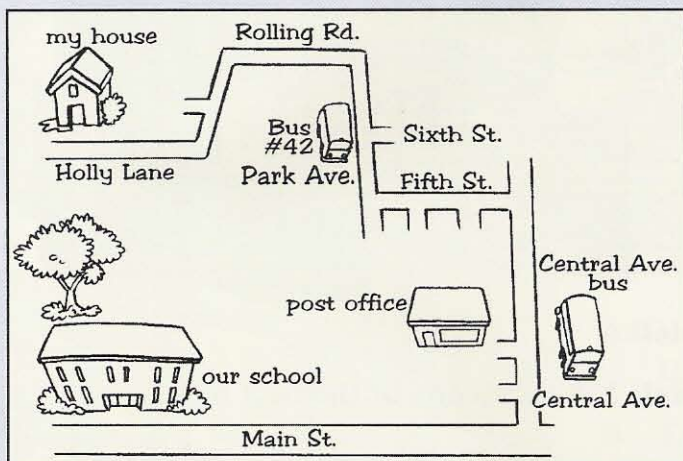 my house
Rolling Rd.
Bus
#42
Sixth St.
Holly Lane
Park Ave.
Fifth St.
Central Ave.
bus
post office
our school
Central Ave.
Main St.